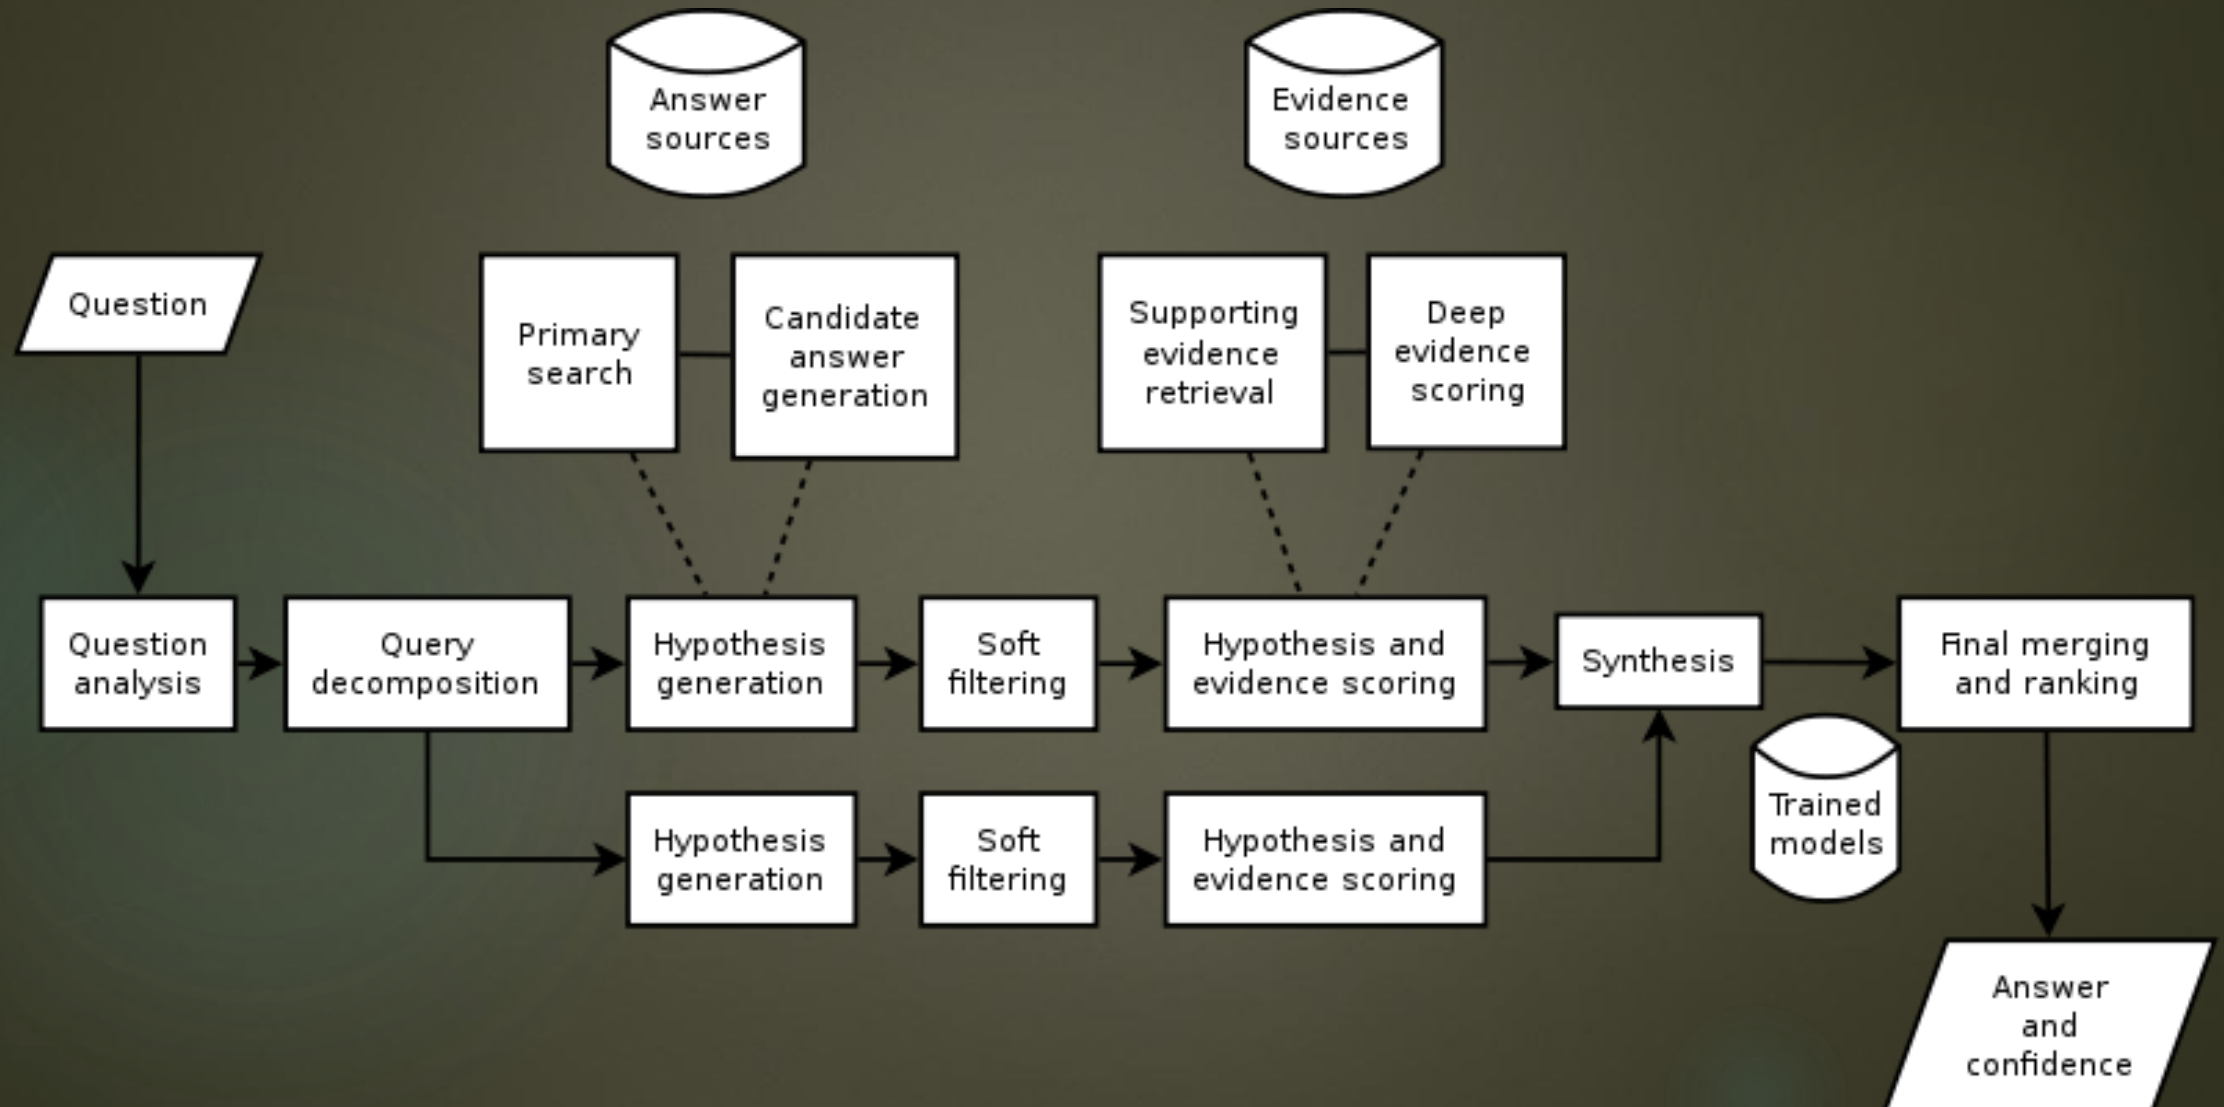 Answer
sources
Evidence
sources
Question
Primary
search
Candidate
answer
generation
Supporting
evidence
retrieval
Deep
evidence
scoring
Question
analysis
Query
decomposition
Hypothesis
generation
Soft
filtering
Hypothesis and
evidence scoring
Synthesis
Final merging
and ranking
Hypothesis
generation
Soft
filtering
Hypothesis and
evidence scoring
Trained
models
Answer
and
confidence